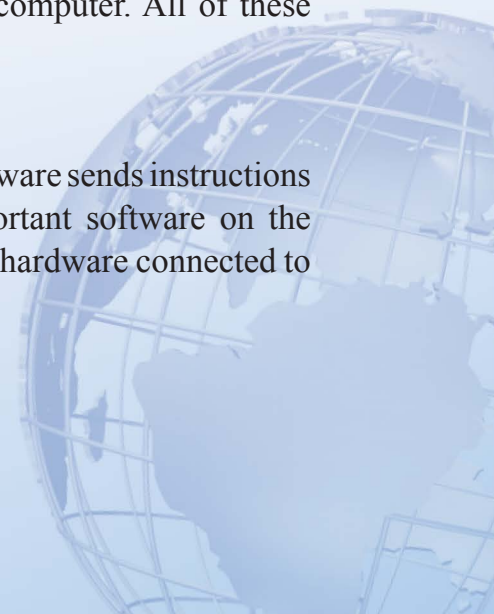 computer. All of these
ware sends instructions
ortant software on the
hardware connected to